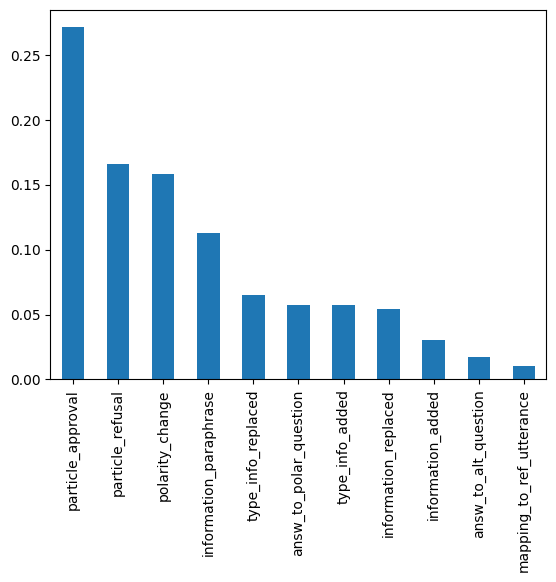 0.25
0.20
0.15
0.10
0.05
0.00
particle_approval
particle_refusal
polarity_change
information_paraphrase
type_info_replaced
answ_to_polar_question
type_info_added
information_replaced
information_added
answ_to_alt_question
mapping_to_ref_utterance